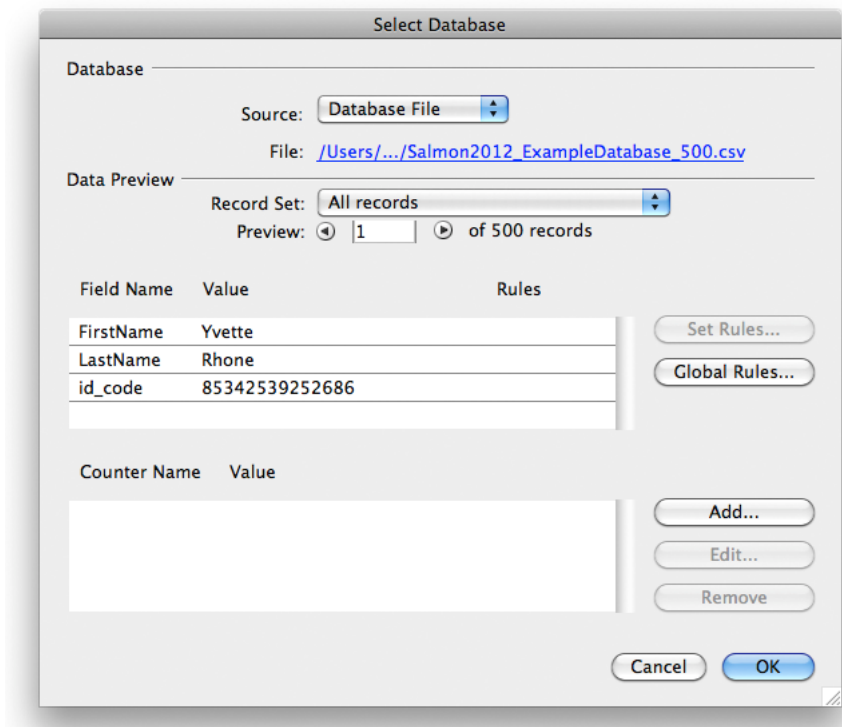 Select Database
Database
Source: Database File
File: /Users/.../Salmon2012_ExampleDatabase_500.csv
Data Preview
Record Set: All records
Preview: 1 of 500 records
Field Name Value Rules
FirstName Yvette
Set Rules...
LastName Rhone
Global Rules...
id_code 85342539252686
Counter Name Value
Add...
Edit...
Remove
Cancel OK